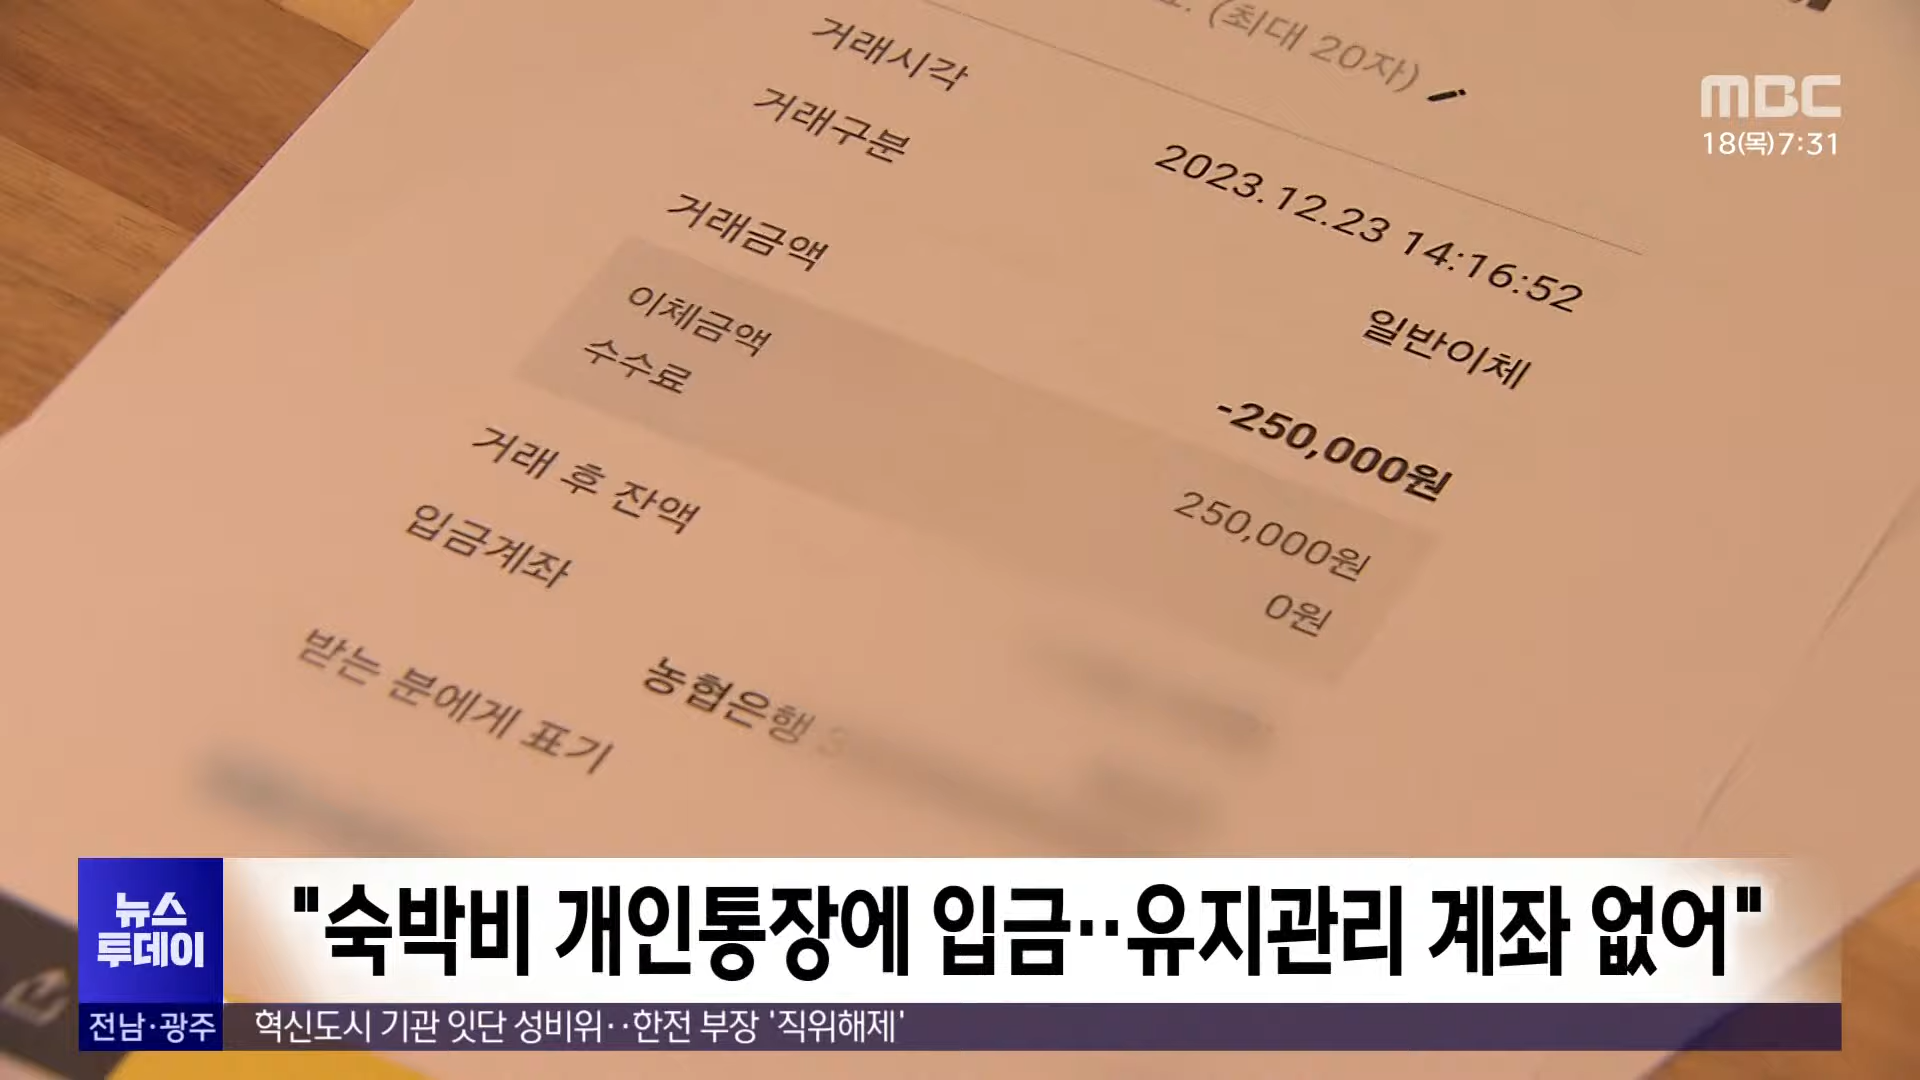 (최대 20자)
거래시각
2023.12.23 14:16:52
거래구분
일반이체
거래금액
-250,000원
이체금액
250,000원
수수료
0원
거래 후 잔액
입금계좌
농협은행 3
받는 분에게 표기
MBC
18(목)7:31
뉴스
투데이
"숙박비 개인통장에 입금··유지관리 계좌 없어"
전남·광주
혁신도시 기관 잇단 성비위··한전 부장 '직위해제'